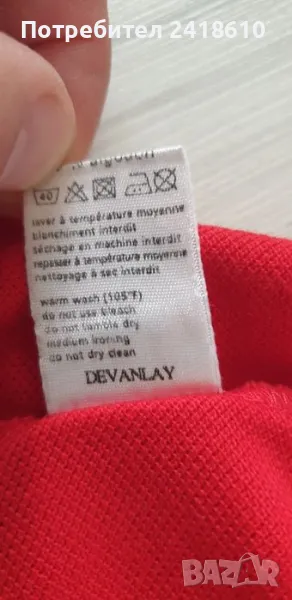 Потребител 2418610
40
laver à température moyenne
blanchiment interdit
séchage en machine interdit
repasser à température moyenne
nettoyage à sec interdit
warm wash (105°F)
do not use bleach
do not tumble dry
medium ironing
do not dry clean
DEVANLAY
BAZAR